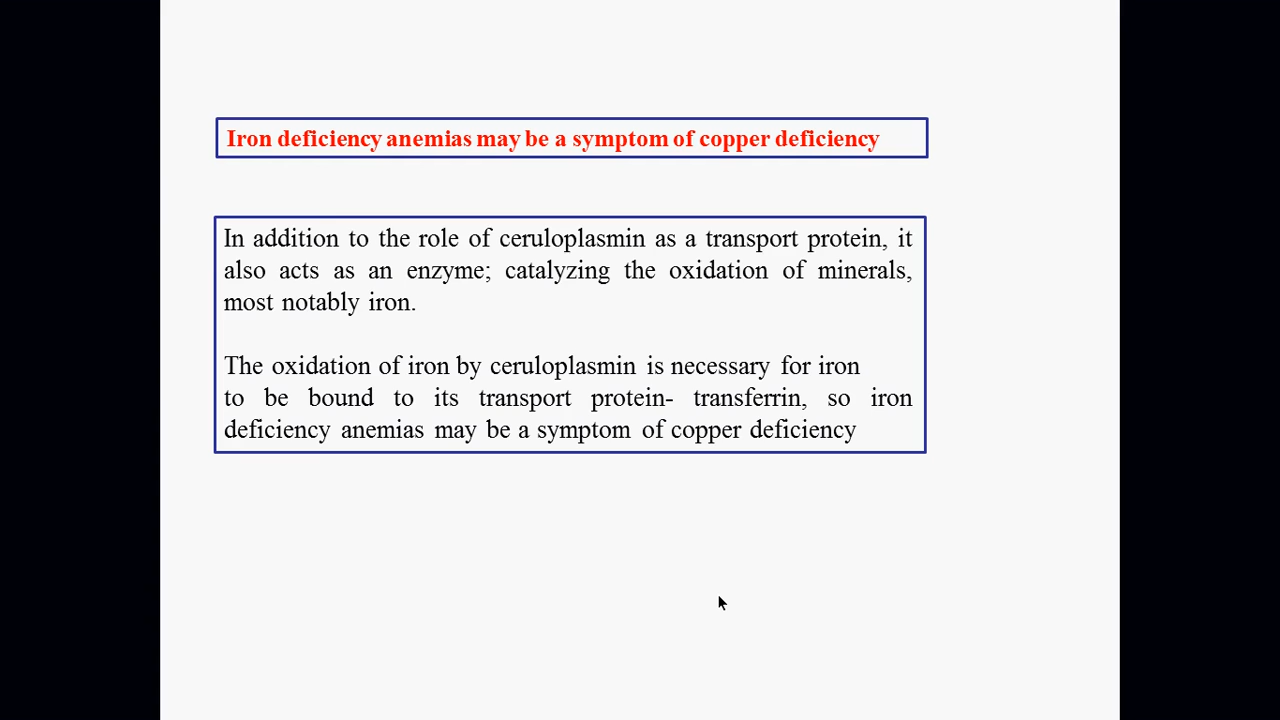 Iron deficiency anemias may be a symptom of copper deficiency
In addition to the role of ceruloplasmin as a transport protein, it
also acts as an enzyme; catalyzing the oxidation of minerals,
most notably iron.
The oxidation of iron by ceruloplasmin is necessary for iron
to be bound to its transport protein- transferrin, so iron
deficiency anemias may be a symptom of copper deficiency